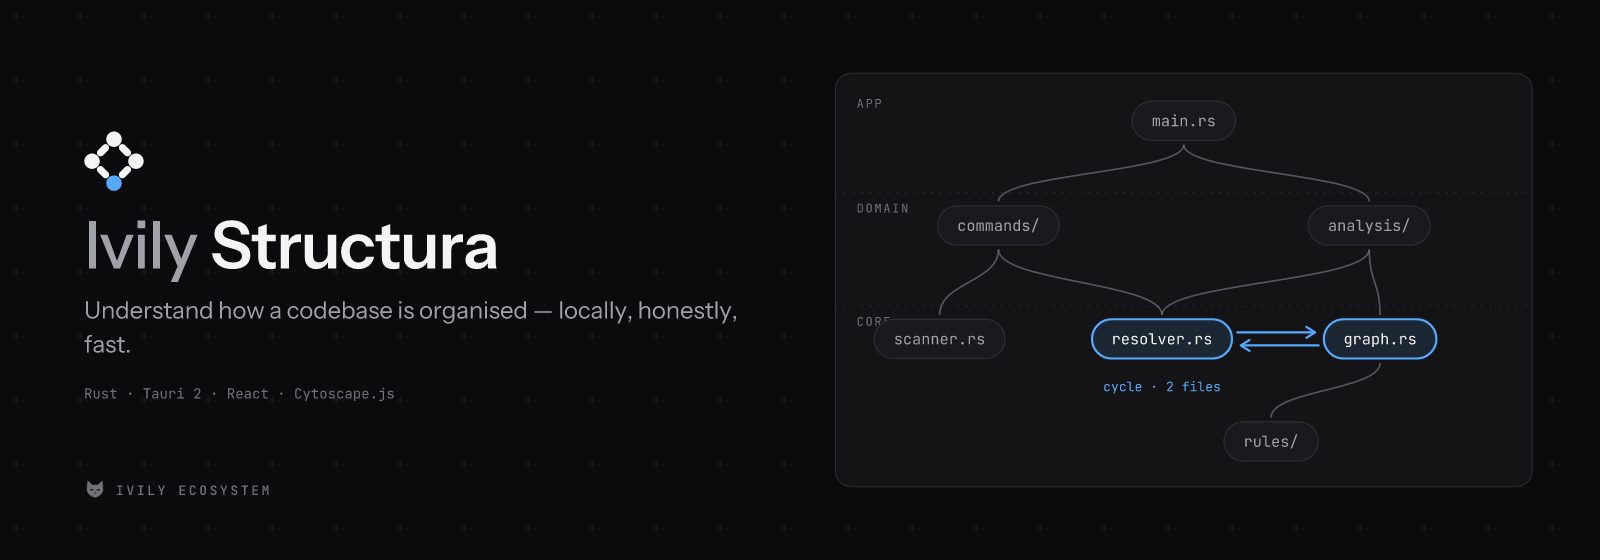 Ivily Structura
Understand how a codebase is organised — locally, honestly,
fast.
Rust · Tauri 2 · React · Cytoscape.js
IVILY ECOSYSTEM
APP
main.rs
DOMAIN
commands/
analysis/
CORE
scanner.rs
resolver.rs
graph.rs
cycle · 2 files
rules/